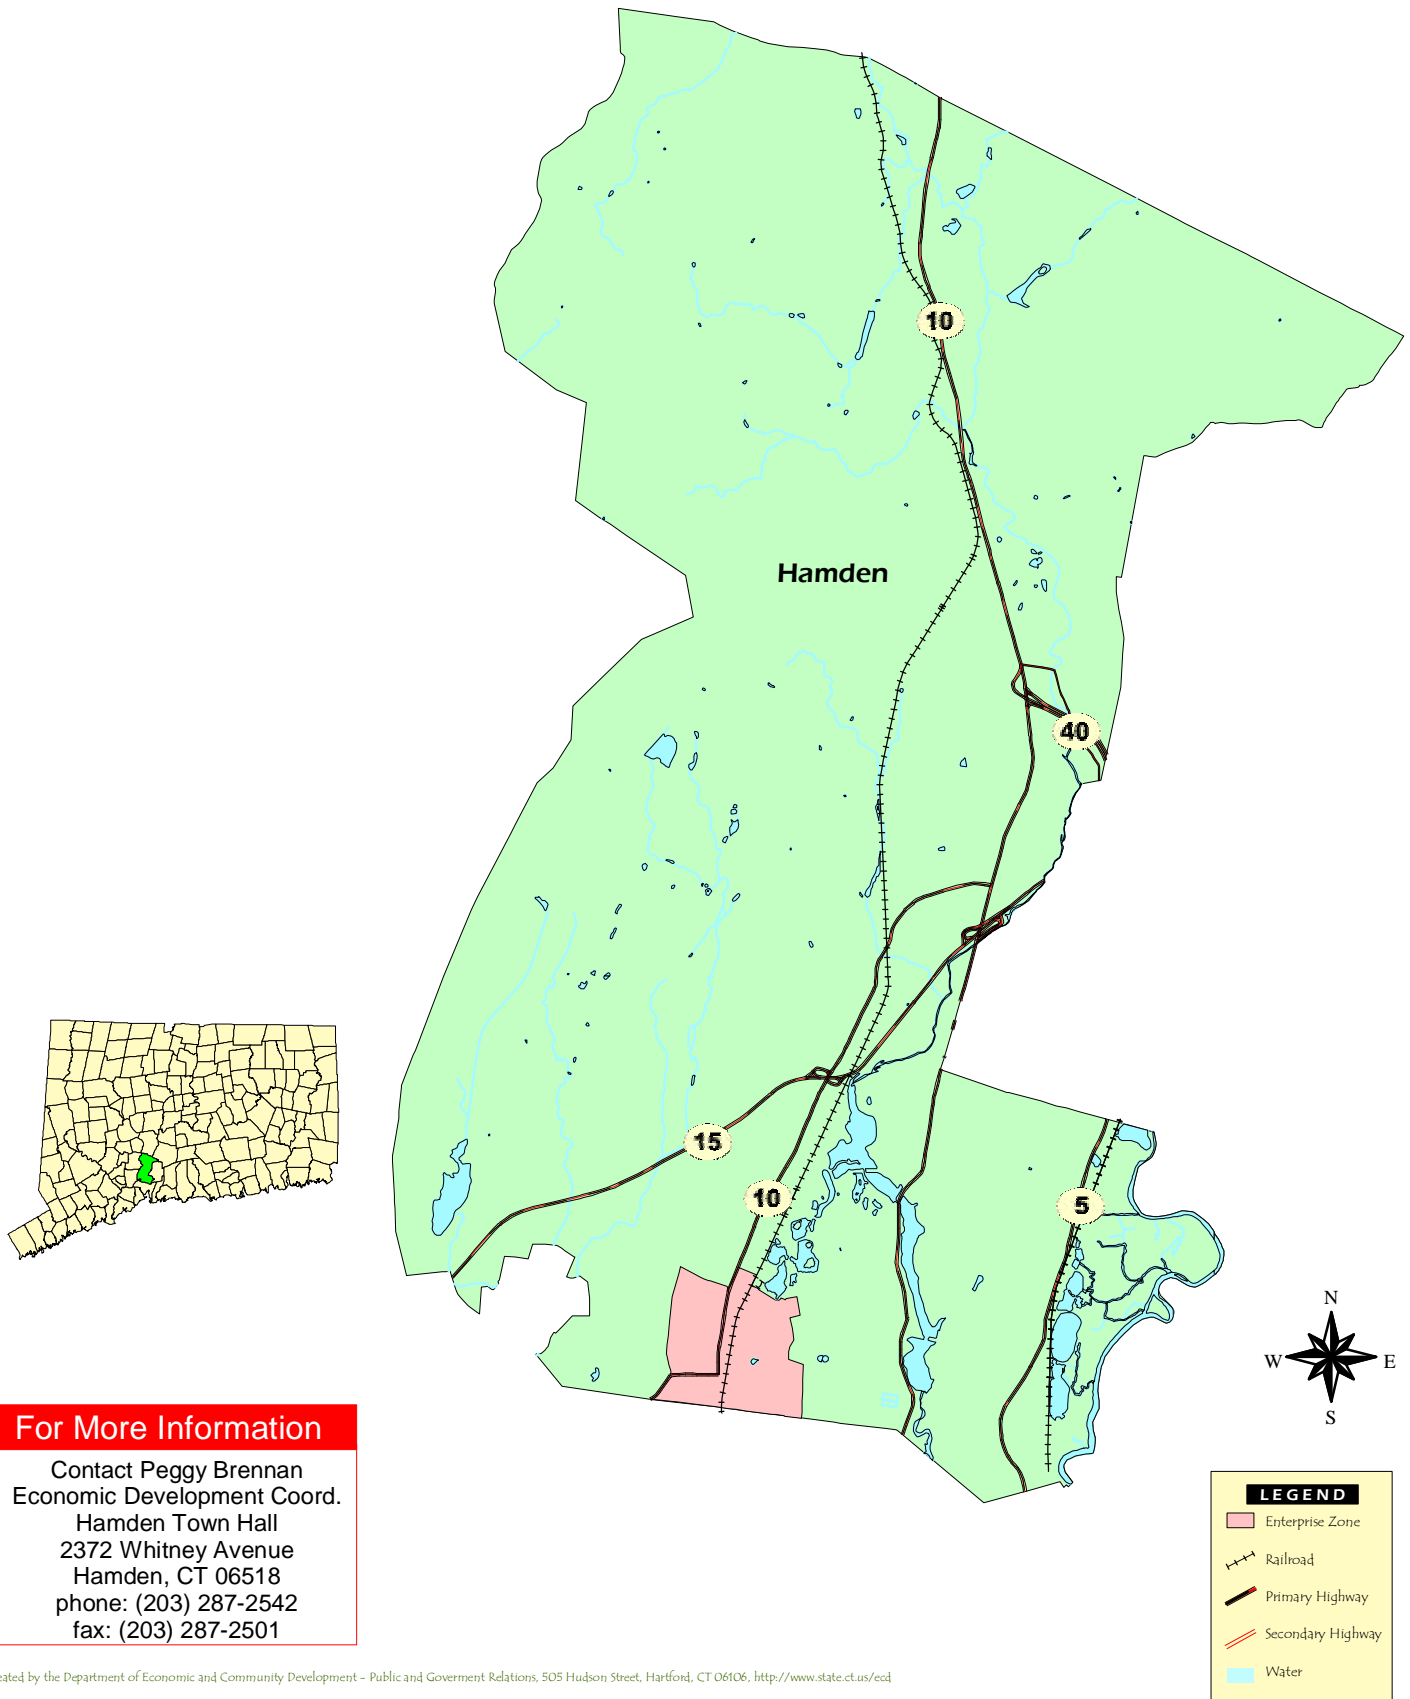 10
Hamden
40
15
10
5
N
W
E
S
For More Information
Contact Peggy Brennan
Economic Development Coord.
Hamden Town Hall
2372 Whitney Avenue
Hamden, CT 06518
phone: (203) 287-2542
fax: (203) 287-2501
LEGEND
Enterprise Zone
Railroad
Primary Highway
Secondary Highway
Water
eated by the Department of Economic and Community Development - Public and Goverment Relations, 505 Hudson Street, Hartford, CT 06106, http://www.state.ct.us/ecd